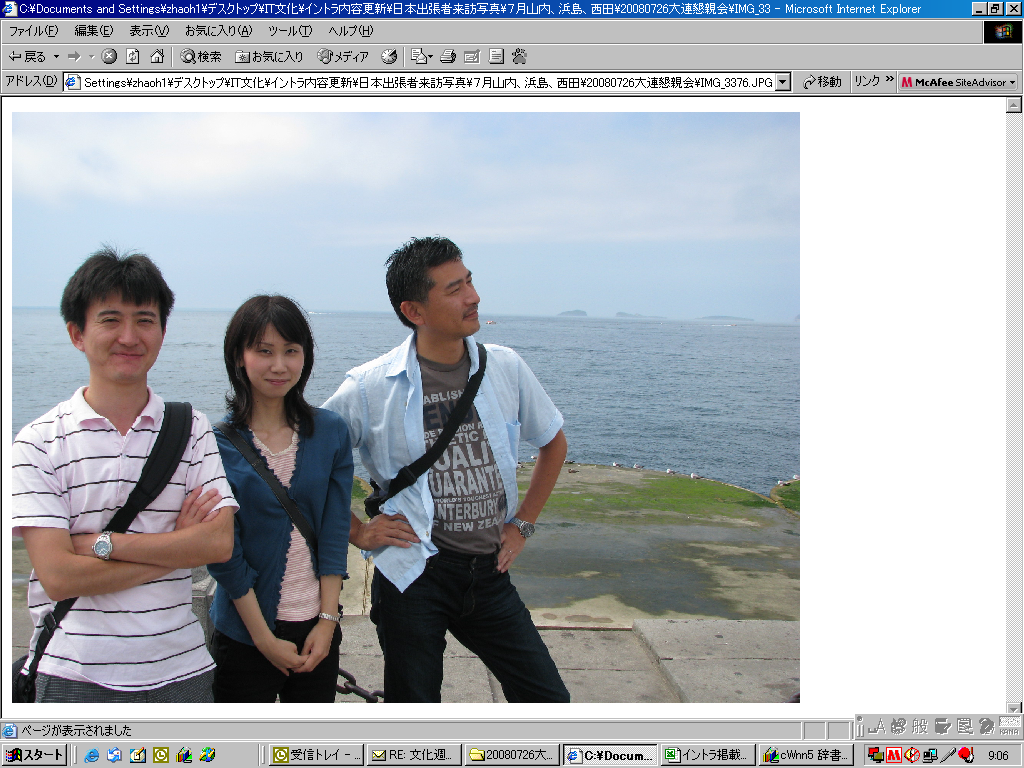 C:¥Documents and Settings¥zhaoh1¥デスクトップ¥IT文化¥イントラ内容更新¥日本出張者来訪写真¥7月山内、浜島、西田¥20080726大連懇親会¥IMG_33 - Microsoft Internet Explorer
ファイル(F) 編集(E) 表示(V) お気に入り(A) ツール(T) ヘルプ(H)
戻る 検索 お気に入り メディア
アドレス(D) Settings¥zhaoh1¥デスクトップ¥IT文化¥イントラ内容更新¥日本出張者来訪写真¥7月山内、浜島、西田¥20080726大連懇親会¥IMG_3376.JPG 移動 リンク » McAfee SiteAdvisor
ABLISH
THETIC
QUALI
GUARANT
WORLD'S TOUGHEST
NTERBURY
OF NEW ZEA
ページが表示されました
A 般 KANA
スタート 受信トレイ - ... RE: 文化週... 20080726大... C:¥Docum... イントラ掲載... cWnn5 辞書... 9:06